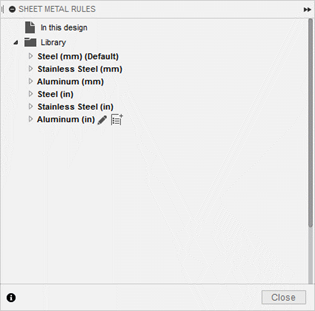 SHEET METAL RULES
In this design
Library
Steel (mm) (Default)
Stainless Steel (mm)
Aluminum (mm)
Steel (in)
Stainless Steel (in)
Aluminum (in)
Close